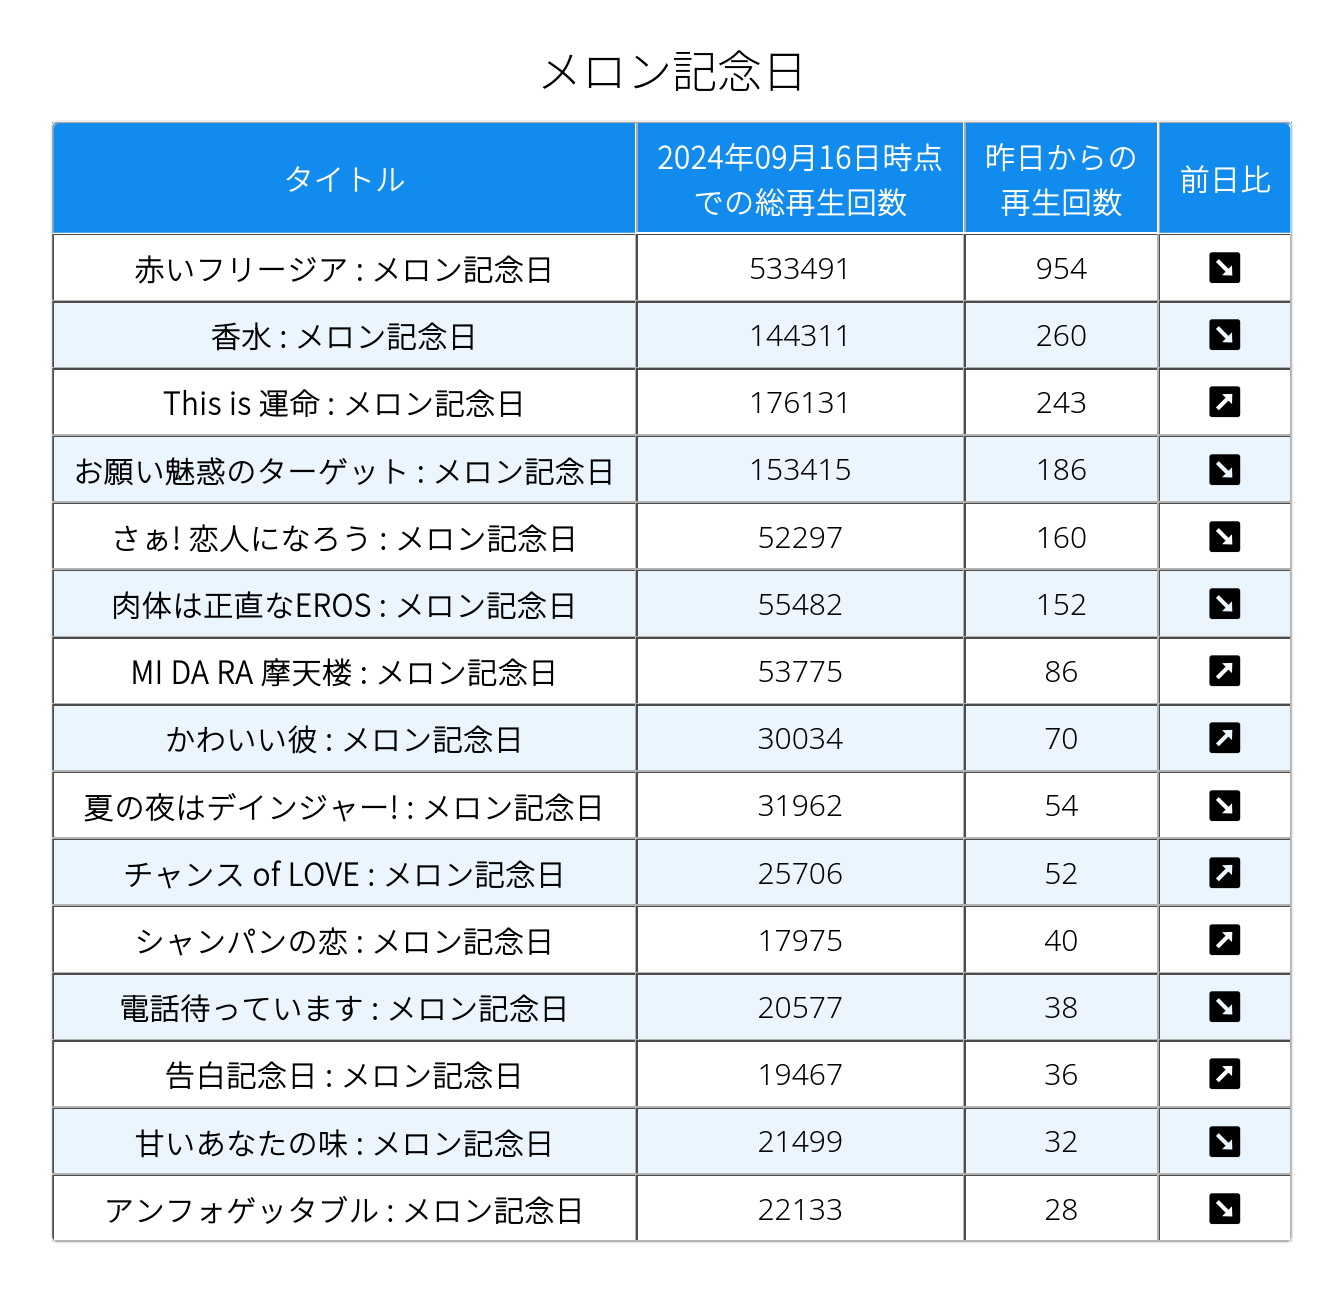 メロン記念日
タイトル
2024年09月16日時点
での総再生回数
昨日からの
再生回数
前日比
赤いフリージア : メロン記念日 533491 954 ↘
香水 : メロン記念日 144311 260 ↘
This is 運命 : メロン記念日 176131 243 ↗
お願い魅惑のターゲット : メロン記念日 153415 186 ↘
さぁ! 恋人になろう : メロン記念日 52297 160 ↘
肉体は正直なEROS : メロン記念日 55482 152 ↘
MI DA RA 摩天楼 : メロン記念日 53775 86 ↗
かわいい彼 : メロン記念日 30034 70 ↗
夏の夜はデインジャー! : メロン記念日 31962 54 ↘
チャンス of LOVE : メロン記念日 25706 52 ↗
シャンパンの恋 : メロン記念日 17975 40 ↗
電話待っています : メロン記念日 20577 38 ↘
告白記念日 : メロン記念日 19467 36 ↗
甘いあなたの味 : メロン記念日 21499 32 ↘
アンフォゲッタブル : メロン記念日 22133 28 ↘